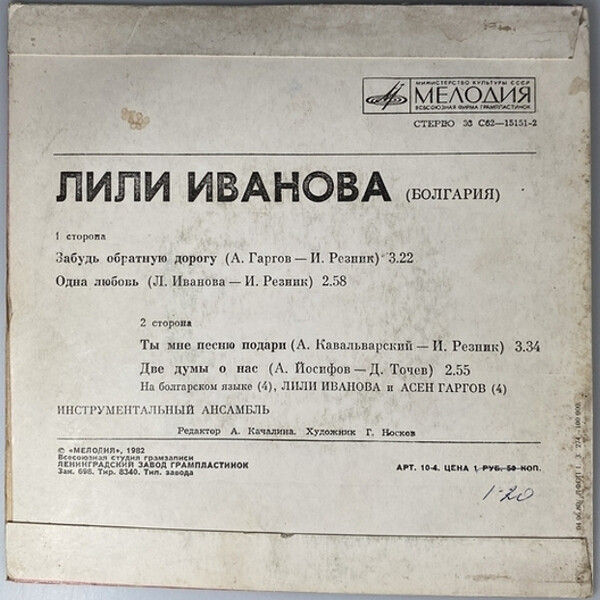 МИНИСТЕРСТВО КУЛЬТУРЫ СССР
МЕЛОДИЯ
ВСЕСОЮЗНАЯ ФИРМА ГРАМПЛАСТИНОК
СТЕРЕО 33 С62—15151-2
ЛИЛИ ИВАНОВА (БОЛГАРИЯ)
1 сторона
Забудь обратную дорогу (А. Гаргов — И. Резник) 3.22
Одна любовь (Л. Иванова — И. Резник) 2.58
2 сторона
Ты мне песню подари (А. Кавальварский — И. Резник) 3.34
Две думы о нас (А. Йосифов — Д. Точев) 2.55
На болгарском языке (4), ЛИЛИ ИВАНОВА и АСЕН ГАРГОВ (4)
ИНСТРУМЕНТАЛЬНЫЙ АНСАМБЛЬ
Редактор А. Качалина. Художник Г. Носков
© «МЕЛОДИЯ», 1982
Всесоюзная студия грамзаписи
ЛЕНИНГРАДСКИЙ ЗАВОД ГРАМПЛАСТИНОК
Зак. 698. Тир. 8340. Тип. завода
АРТ. 10-4. ЦЕНА 1 РУБ. 50 КОП.
1-20